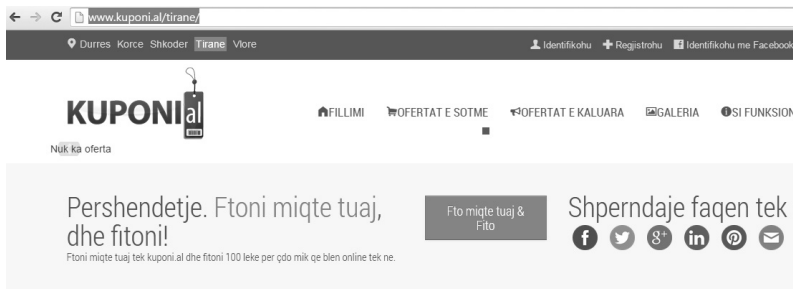 www.kuponi.al/tirane/
Durres Korce Shkoder Tirane Vlore
Identifikohu Regjistrohu Identifikohu me Facebook
KUPONI al
FILLIMI OFERTAT E SOTME OFERTAT E KALUARA GALERIA SI FUNKSION
Nuk ka oferta
Pershendetje. Ftoni miqte tuaj,
dhe fitoni!
Ftoni miqte tuaj tek kuponi.al dhe fitoni 100 leke per çdo mik qe blen online tek ne.
Fto miqte tuaj &
Fito
Shperndaje faqen tek